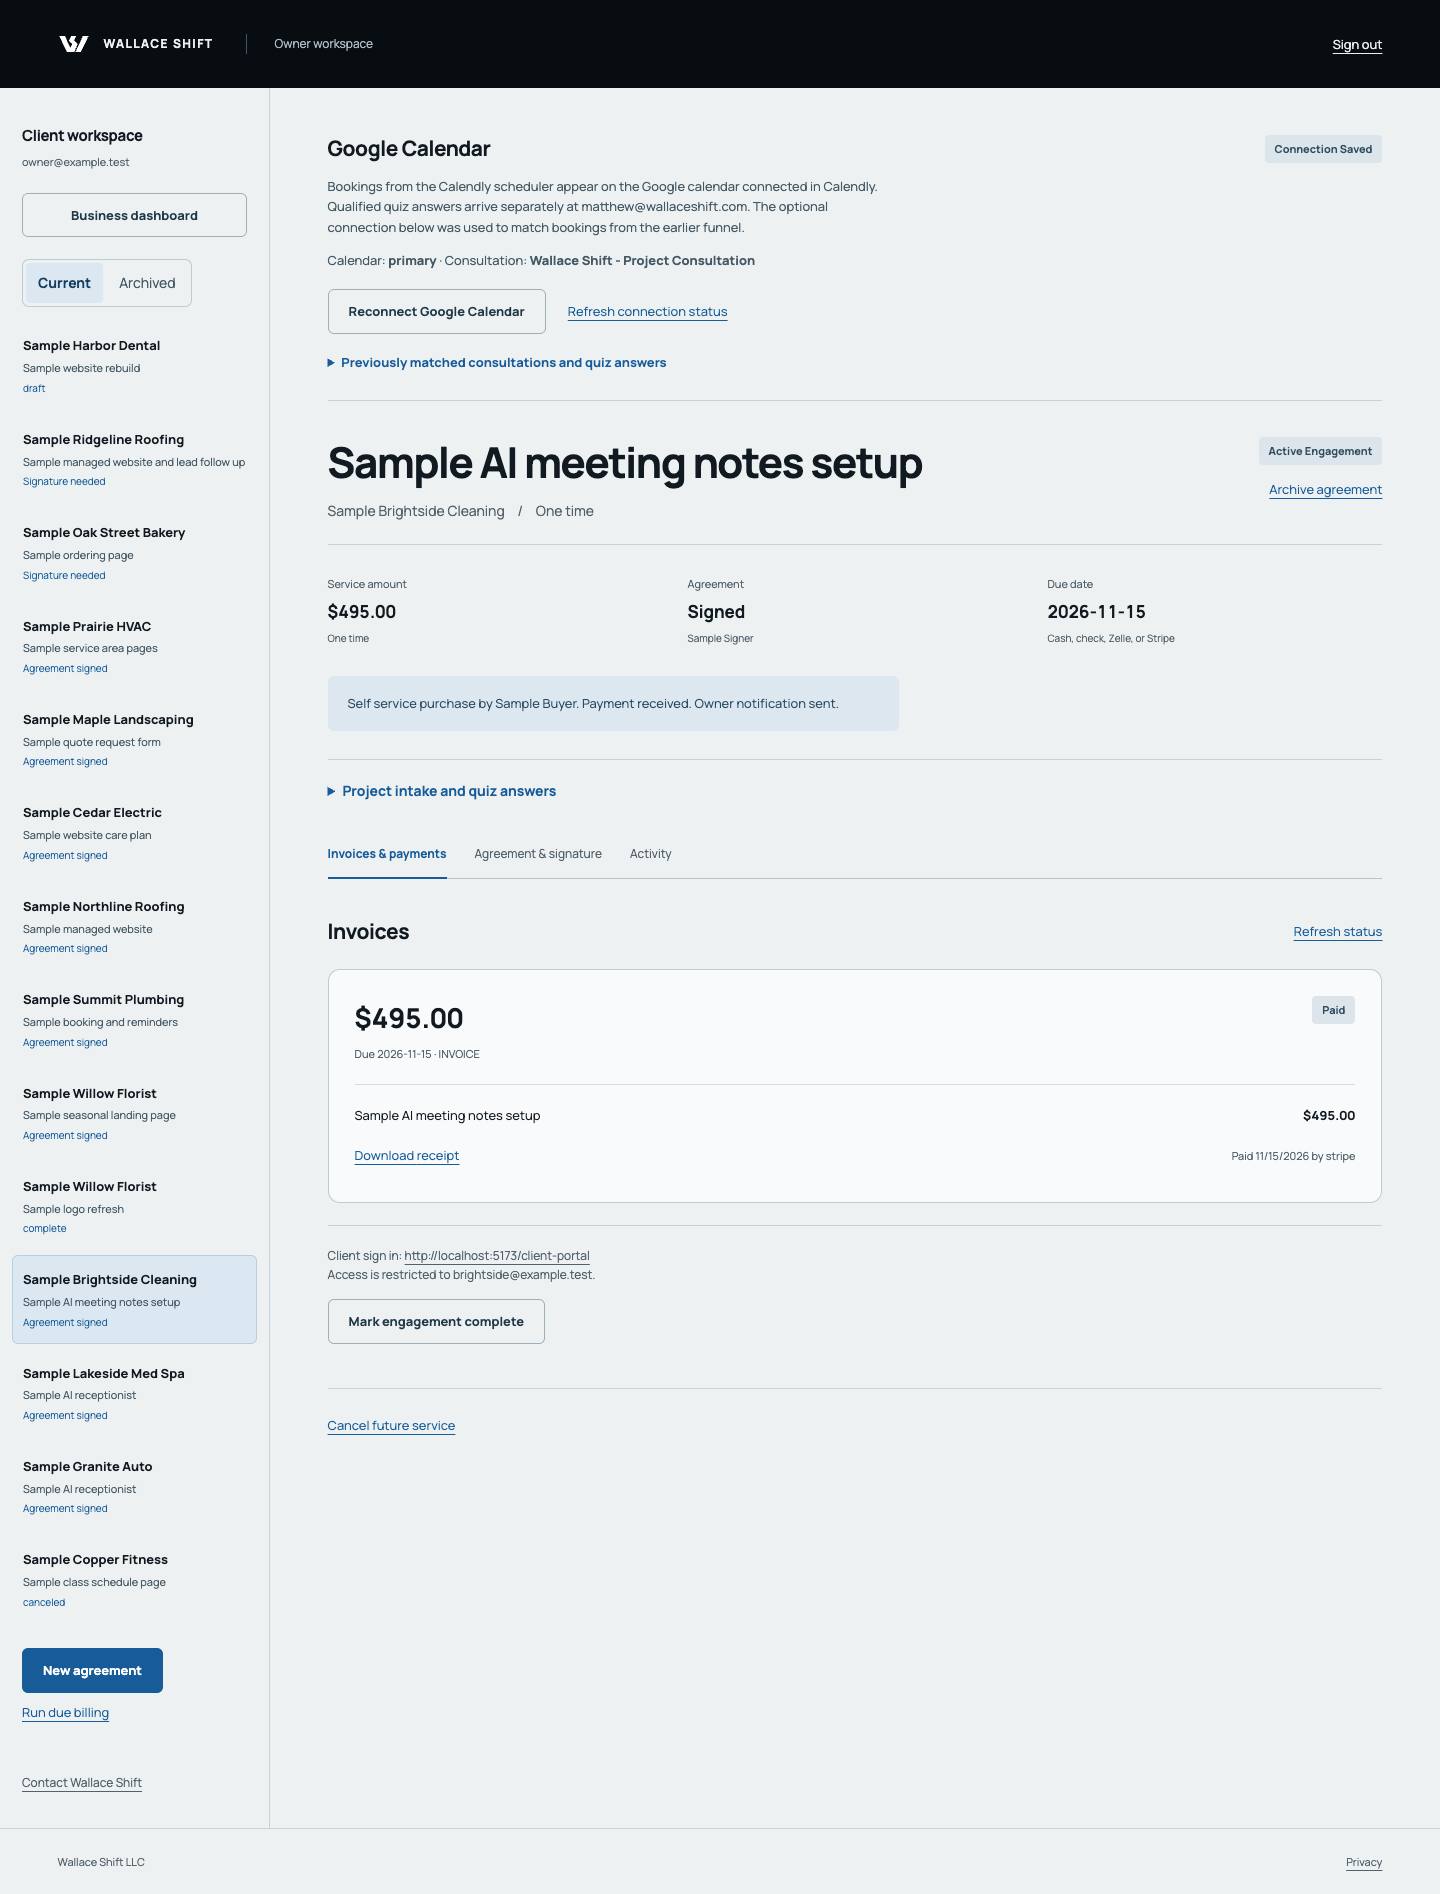 WALLACE SHIFT
Owner workspace
Sign out
Client workspace
owner@example.test
Business dashboard
Current
Archived
Sample Harbor Dental
Sample website rebuild
draft
Sample Ridgeline Roofing
Sample managed website and lead follow up
Signature needed
Sample Oak Street Bakery
Sample ordering page
Signature needed
Sample Prairie HVAC
Sample service area pages
Agreement signed
Sample Maple Landscaping
Sample quote request form
Agreement signed
Sample Cedar Electric
Sample website care plan
Agreement signed
Sample Northline Roofing
Sample managed website
Agreement signed
Sample Summit Plumbing
Sample booking and reminders
Agreement signed
Sample Willow Florist
Sample seasonal landing page
Agreement signed
Sample Willow Florist
Sample logo refresh
complete
Sample Brightside Cleaning
Sample AI meeting notes setup
Agreement signed
Sample Lakeside Med Spa
Sample AI receptionist
Agreement signed
Sample Granite Auto
Sample AI receptionist
Agreement signed
Sample Copper Fitness
Sample class schedule page
canceled
New agreement
Run due billing
Contact Wallace Shift
Google Calendar
Connection Saved
Bookings from the Calendly scheduler appear on the Google calendar connected in Calendly.
Qualified quiz answers arrive separately at matthew@wallaceshift.com. The optional
connection below was used to match bookings from the earlier funnel.
Calendar: primary · Consultation: Wallace Shift - Project Consultation
Reconnect Google Calendar
Refresh connection status
▶ Previously matched consultations and quiz answers
Sample AI meeting notes setup
Active Engagement
Archive agreement
Sample Brightside Cleaning / One time
Service amount
$495.00
One time
Agreement
Signed
Sample Signer
Due date
2026-11-15
Cash, check, Zelle, or Stripe
Self service purchase by Sample Buyer. Payment received. Owner notification sent.
▶ Project intake and quiz answers
Invoices & payments
Agreement & signature
Activity
Invoices
Refresh status
$495.00
Paid
Due 2026-11-15 · INVOICE
Sample AI meeting notes setup
$495.00
Download receipt
Paid 11/15/2026 by stripe
Client sign in: http://localhost:5173/client-portal
Access is restricted to brightside@example.test.
Mark engagement complete
Cancel future service
Wallace Shift LLC
Privacy